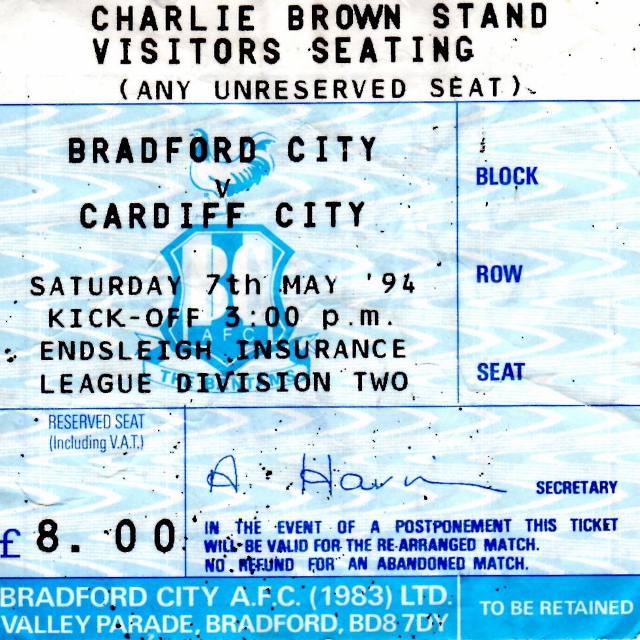 CHARLIE BROWN STAND
VISITORS SEATING
(ANY UNRESERVED SEAT)
BRADFORD CITY
V
CARDIFF CITY
BLOCK
ROW
SEAT
BC
A.F.C.
THE BANTAMS
SATURDAY 7th MAY '94
KICK-OFF 3:00 p.m.
ENDSLEIGH INSURANCE
LEAGUE DIVISION TWO
RESERVED SEAT
(Including V.A.T.)
£ 8.00
SECRETARY
IN THE EVENT OF A POSTPONEMENT THIS TICKET
WILL BE VALID FOR THE RE-ARRANGED MATCH.
NO REFUND FOR AN ABANDONED MATCH.
BRADFORD CITY A.F.C. (1983) LTD.
VALLEY PARADE, BRADFORD, BD8 7DY
TO BE RETAINED